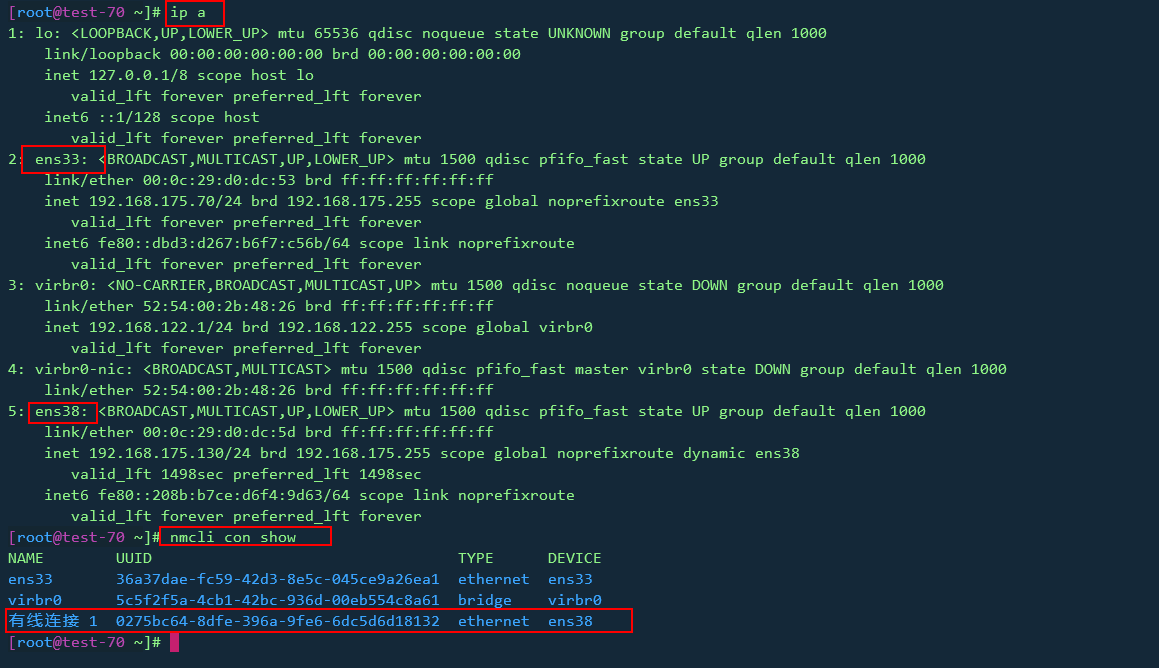 [root@test-70 ~]# ip a
1: lo: <LOOPBACK,UP,LOWER_UP> mtu 65536 qdisc noqueue state UNKNOWN group default qlen 1000
    link/loopback 00:00:00:00:00:00 brd 00:00:00:00:00:00
    inet 127.0.0.1/8 scope host lo
       valid_lft forever preferred_lft forever
    inet6 ::1/128 scope host
       valid_lft forever preferred_lft forever
2: ens33: <BROADCAST,MULTICAST,UP,LOWER_UP> mtu 1500 qdisc pfifo_fast state UP group default qlen 1000
    link/ether 00:0c:29:d0:dc:53 brd ff:ff:ff:ff:ff:ff
    inet 192.168.175.70/24 brd 192.168.175.255 scope global noprefixroute ens33
       valid_lft forever preferred_lft forever
    inet6 fe80::dbd3:d267:b6f7:c56b/64 scope link noprefixroute
       valid_lft forever preferred_lft forever
3: virbr0: <NO-CARRIER,BROADCAST,MULTICAST,UP> mtu 1500 qdisc noqueue state DOWN group default qlen 1000
    link/ether 52:54:00:2b:48:26 brd ff:ff:ff:ff:ff:ff
    inet 192.168.122.1/24 brd 192.168.122.255 scope global virbr0
       valid_lft forever preferred_lft forever
4: virbr0-nic: <BROADCAST,MULTICAST> mtu 1500 qdisc pfifo_fast master virbr0 state DOWN group default qlen 1000
    link/ether 52:54:00:2b:48:26 brd ff:ff:ff:ff:ff:ff
5: ens38: <BROADCAST,MULTICAST,UP,LOWER_UP> mtu 1500 qdisc pfifo_fast state UP group default qlen 1000
    link/ether 00:0c:29:d0:dc:5d brd ff:ff:ff:ff:ff:ff
    inet 192.168.175.130/24 brd 192.168.175.255 scope global noprefixroute dynamic ens38
       valid_lft 1498sec preferred_lft 1498sec
    inet6 fe80::208b:b7ce:d6f4:9d63/64 scope link noprefixroute
       valid_lft forever preferred_lft forever
[root@test-70 ~]# nmcli con show
NAME        UUID                                  TYPE      DEVICE
ens33       36a37dae-fc59-42d3-8e5c-045ce9a26ea1  ethernet  ens33
virbr0      5c5f2f5a-4cb1-42bc-936d-00eb554c8a61  bridge    virbr0
有线连接 1  0275bc64-8dfe-396a-9fe6-6dc5d6d18132  ethernet  ens38
[root@test-70 ~]#